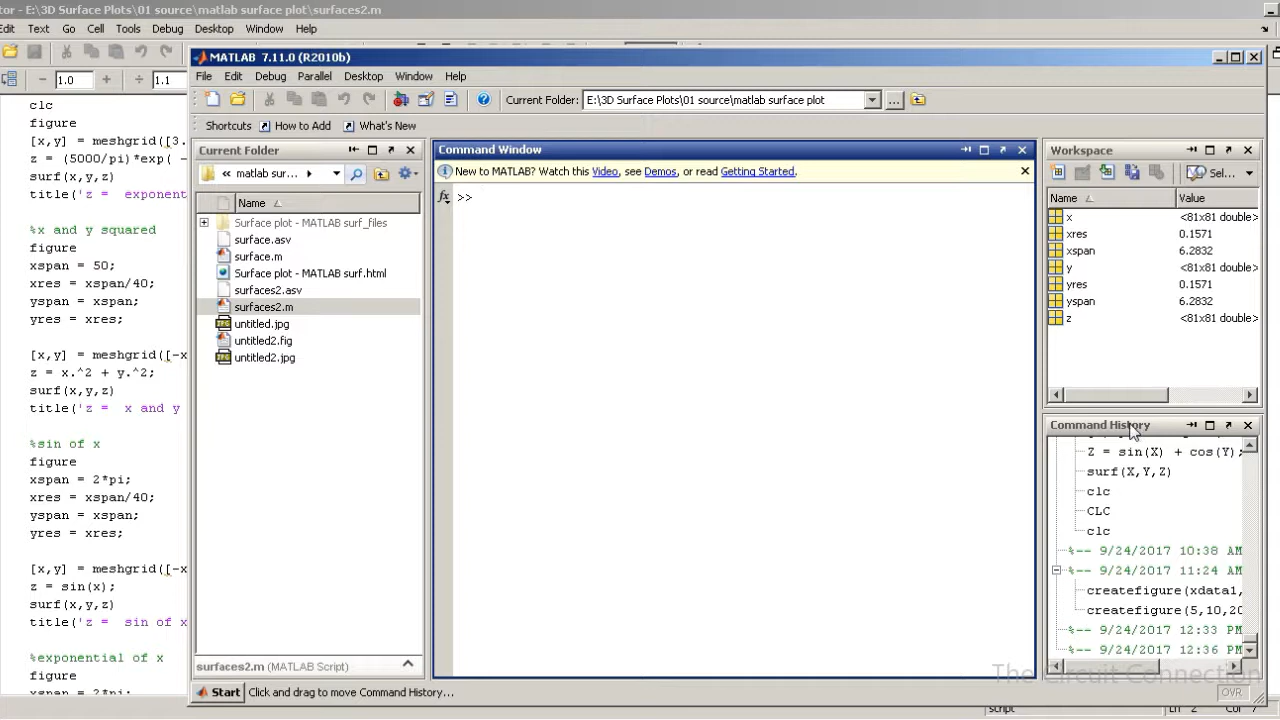 tor - E:\3D Surface Plots\01 source\matlab surface plot\surfaces2.m
Edit Text Go Cell Tools Debug Desktop Window Help
1.0
1.1
clc
figure
[x,y] = meshgrid([3.
z = (5000/pi)*exp( -
surf(x,y,z)
title('z = exponent
%x and y squared
figure
xspan = 50;
xres = xspan/40;
yspan = xspan;
yres = xres;
[x,y] = meshgrid([-x
z = x.^2 + y.^2;
surf(x,y,z)
title('z = x and y
%sin of x
figure
xspan = 2*pi;
xres = xspan/40;
yspan = xspan;
yres = xres;
[x,y] = meshgrid([-x
z = sin(x);
surf(x,y,z)
title('z = sin of x
%exponential of x
figure
xspan = 2*pi;
MATLAB 7.11.0 (R2010b)
File Edit Debug Parallel Desktop Window Help
Current Folder: E:\3D Surface Plots\01 source\matlab surface plot
Shortcuts How to Add What's New
Current Folder
« matlab sur...
Name
Surface plot - MATLAB surf_files
surface.asv
surface.m
Surface plot - MATLAB surf.html
surfaces2.asv
surfaces2.m
untitled.jpg
untitled2.fig
untitled2.jpg
surfaces2.m (MATLAB Script)
Command Window
New to MATLAB? Watch this Video, see Demos, or read Getting Started.
fx >>
Workspace
Sel...
Name Value
x <81x81 double>
xres 0.1571
xspan 6.2832
y <81x81 double>
yres 0.1571
yspan 6.2832
z <81x81 double>
Command History
Z = sin(X) + cos(Y);
surf(X,Y,Z)
clc
CLC
clc
%-- 9/24/2017 10:38 AM
%-- 9/24/2017 11:24 AM
createfigure(xdata1,
createfigure(5,10,20
%-- 9/24/2017 12:33 PM
%-- 9/24/2017 12:36 PM
The Circuit Connection
Start Click and drag to move Command History...
OVR
script Ln 2 Col 7